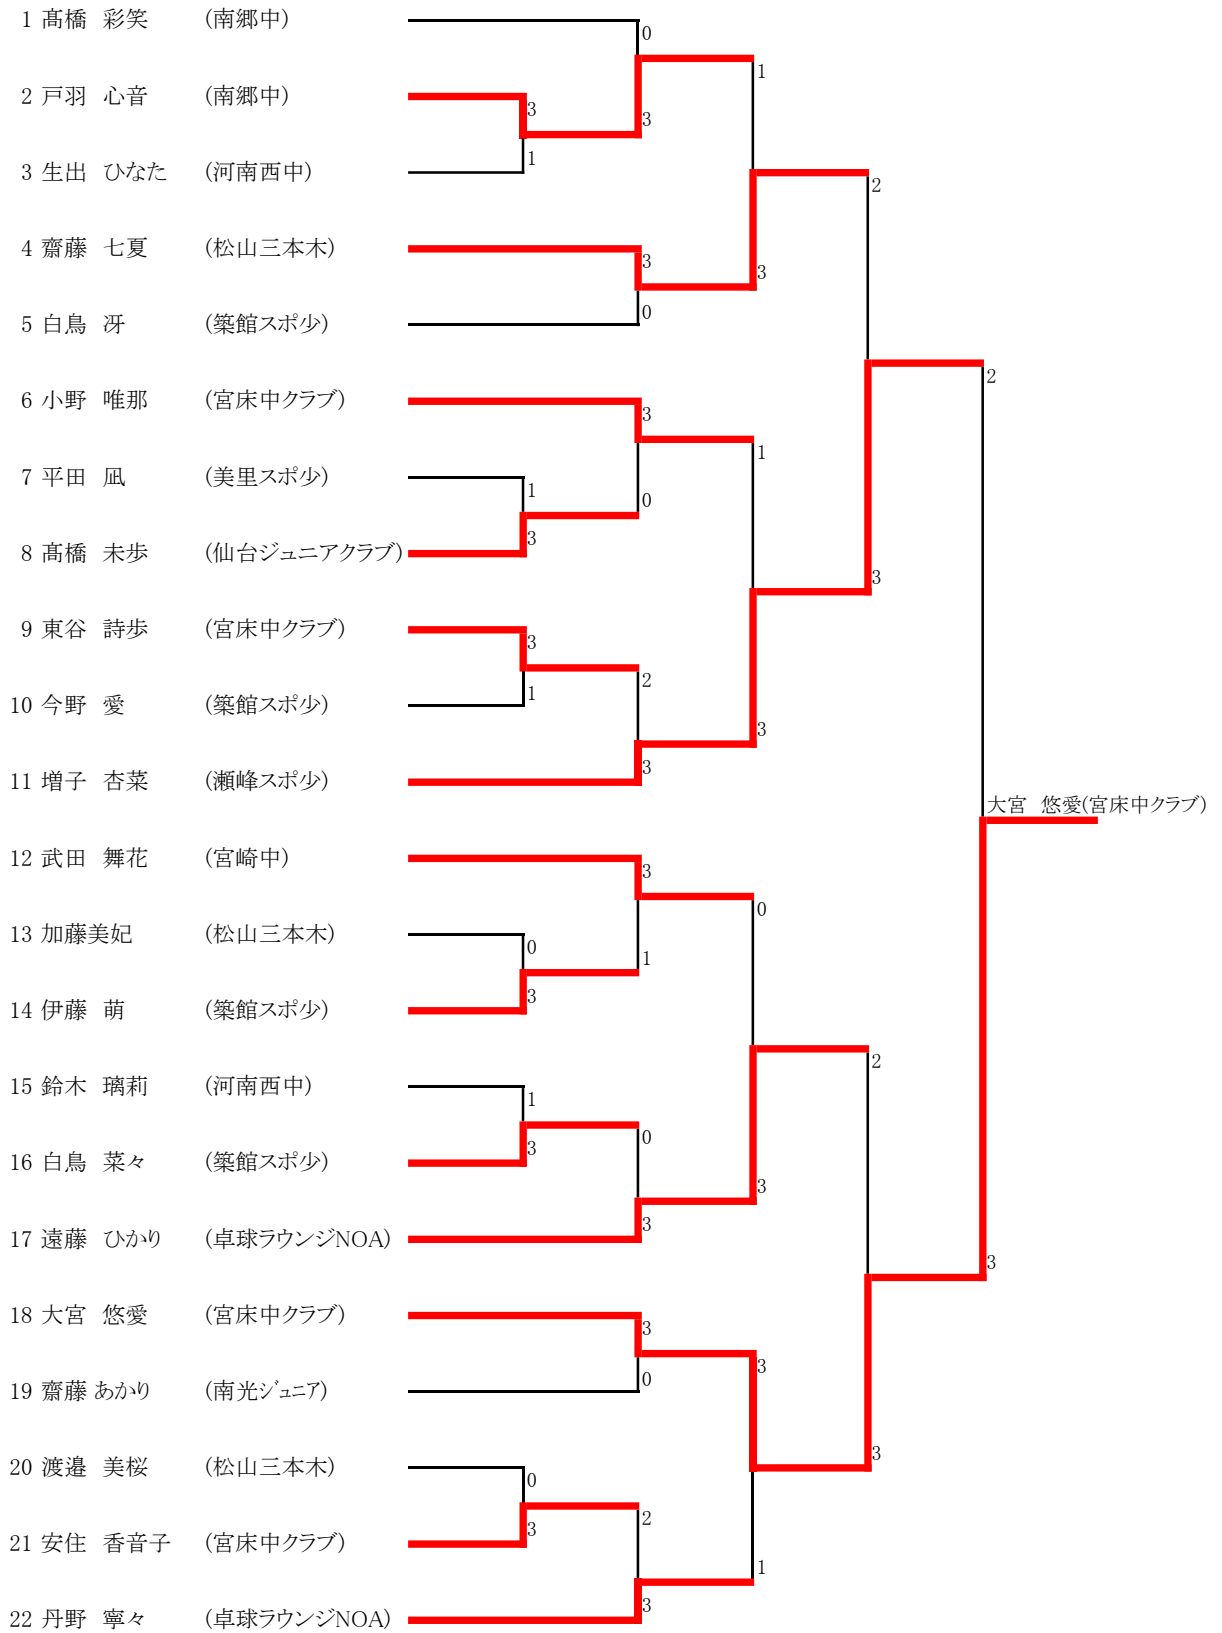 1 髙橋　彩笑 (南郷中)
0
1
2 戸羽　心音 (南郷中)
3
3
1
3 生出　ひなた (河南西中)
2
4 齋藤　七夏 (松山三本木)
3
3
0
5 白鳥　冴 (築館スポ少)
2
6 小野　唯那 (宮床中クラブ)
3
1
7 平田　凪 (美里スポ少)
1
0
3
8 髙橋　未歩 (仙台ジュニアクラブ)
3
9 東谷　詩歩 (宮床中クラブ)
3
2
1
10 今野　愛 (築館スポ少)
3
3
11 増子　杏菜 (瀬峰スポ少)
大宮　悠愛(宮床中クラブ)
12 武田　舞花 (宮崎中)
3
0
13 加藤美妃 (松山三本木)
0
1
3
14 伊藤　萌 (築館スポ少)
2
15 鈴木　璃莉 (河南西中)
1
0
3
16 白鳥　菜々 (築館スポ少)
3
3
17 遠藤　ひかり (卓球ラウンジNOA)
3
18 大宮　悠愛 (宮床中クラブ)
3
3
0
19 齋藤 あかり (南光ジュニア)
3
20 渡邉　美桜 (松山三本木)
0
2
3
21 安住　香音子 (宮床中クラブ)
1
3
22 丹野　寧々 (卓球ラウンジNOA)